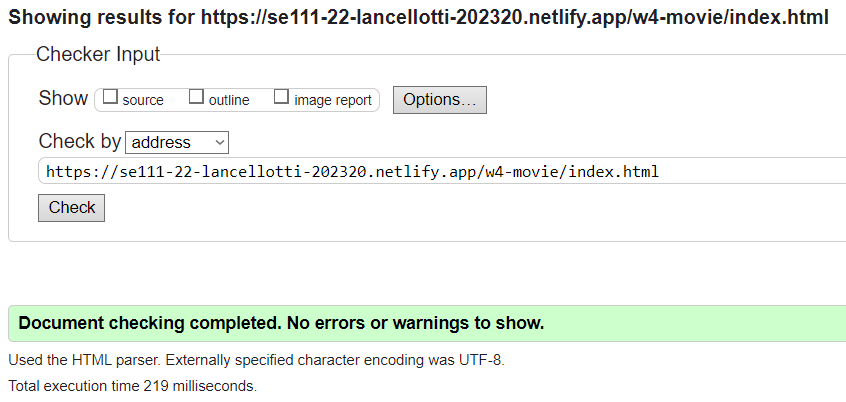 Showing results for https://se111-22-lancellotti-202320.netlify.app/w4-movie/index.html
Checker Input
Show source outline image report Options…
Check by address
https://se111-22-lancellotti-202320.netlify.app/w4-movie/index.html
Check
Document checking completed. No errors or warnings to show.
Used the HTML parser. Externally specified character encoding was UTF-8.
Total execution time 219 milliseconds.